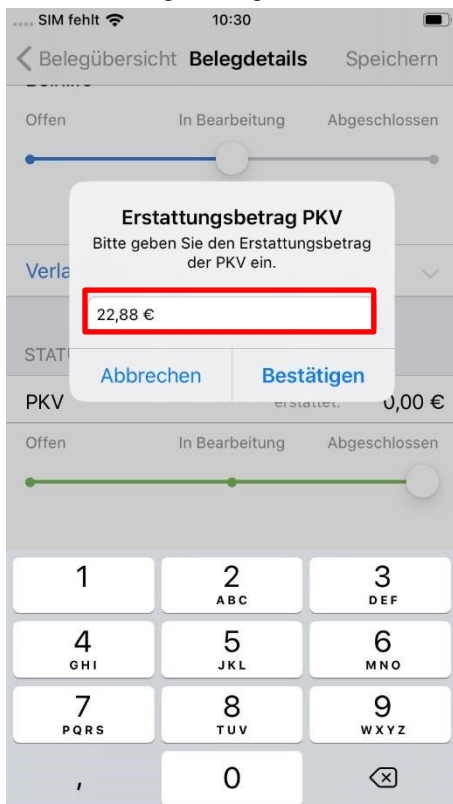 SIM fehlt 10:30
Belegübersicht Belegdetails Speichern
Offen In Bearbeitung Abgeschlossen
Erstattungsbetrag PKV
Bitte geben Sie den Erstattungsbetrag
der PKV ein.
Verla
22,88 €
STAT
Abbrechen Bestätigen
PKV erstattet: 0,00 €
Offen In Bearbeitung Abgeschlossen
1 2 3
ABC DEF
4 5 6
GHI JKL MNO
7 8 9
PQRS TUV WXYZ
, 0